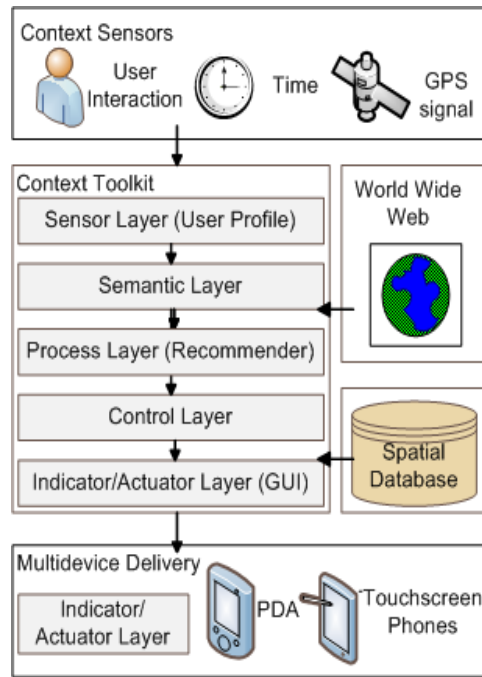 Context Sensors
User
Interaction
Time
GPS
signal
Context Toolkit
Sensor Layer (User Profile)
Semantic Layer
Process Layer (Recommender)
Control Layer
Indicator/Actuator Layer (GUI)
World Wide
Web
Spatial
Database
Multidevice Delivery
Indicator/
Actuator Layer
PDA
Touchscreen
Phones